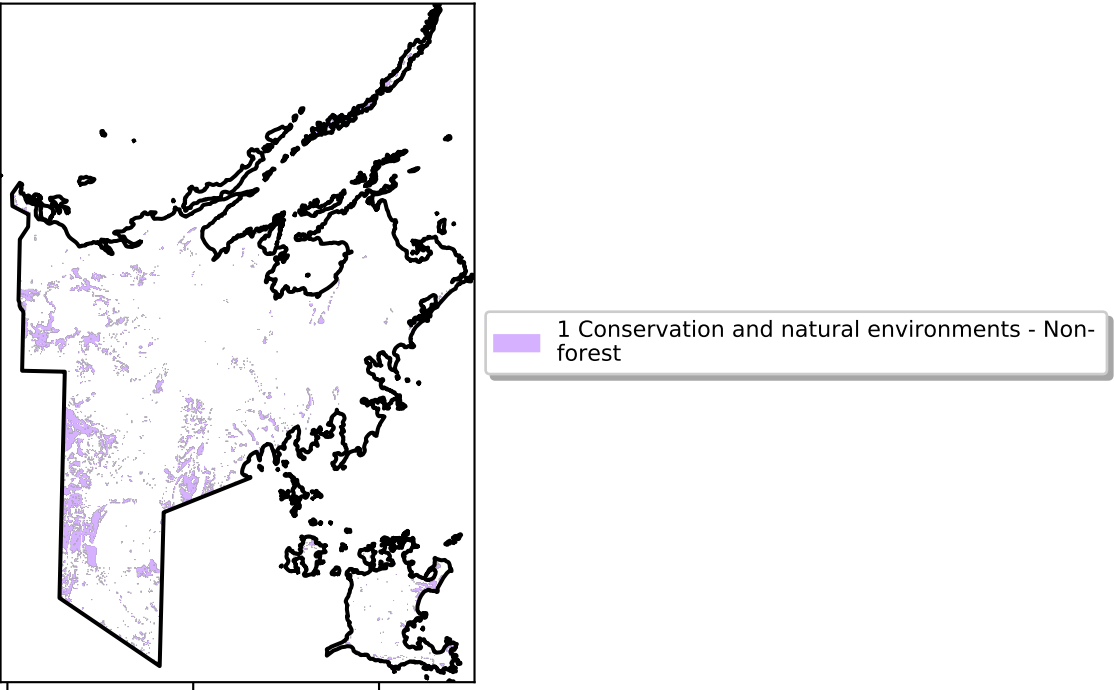 1 Conservation and natural environments - Non-
forest